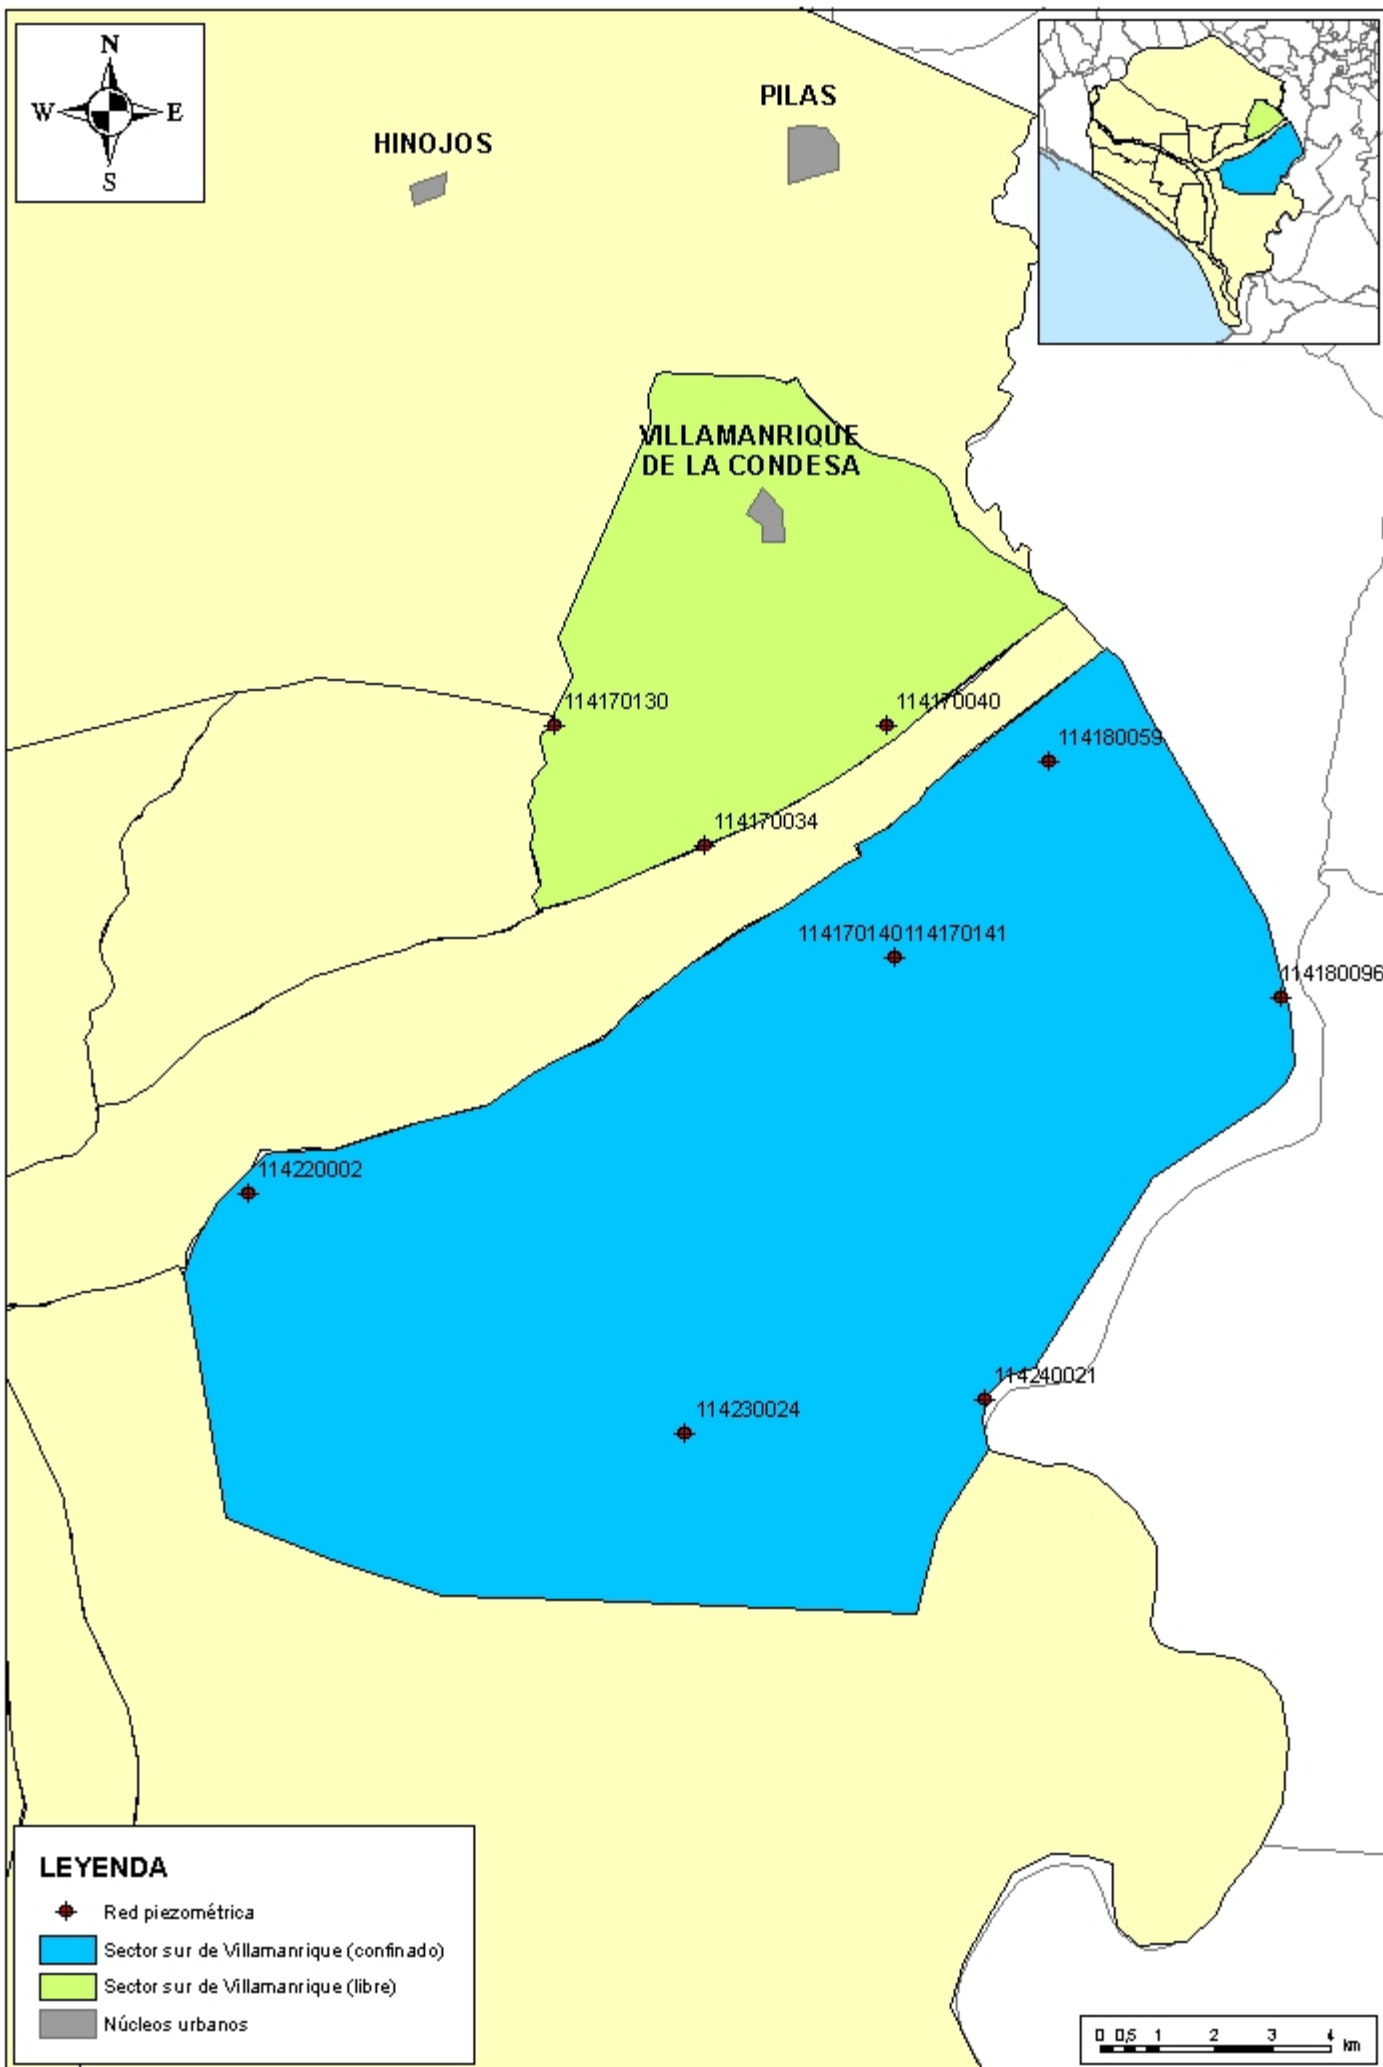 N
W E
S
HINOJOS
PILAS
VILLAMANRIQUE
DE LA CONDESA
114170130
114170040
114180059
114170034
114170140114170141
114180096
114220002
114240021
114230024
LEYENDA
Red piezométrica
Sector sur de Villamanrique (confinado)
Sector sur de Villamanrique (libre)
Núcleos urbanos
0 0,5 1 2 3 4
km